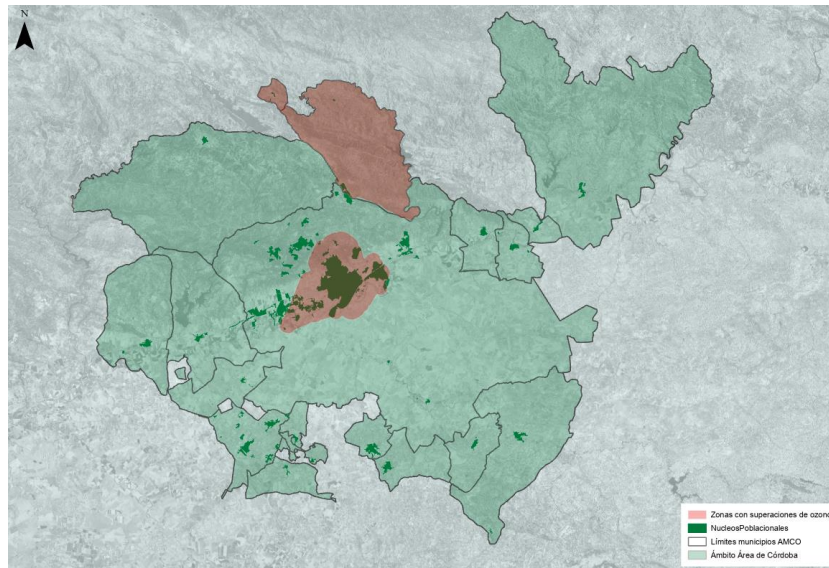 N
Zonas con superaciones de ozono
NucleosPoblacionales
Límites municipios AMCO
Ámbito Área de Córdoba